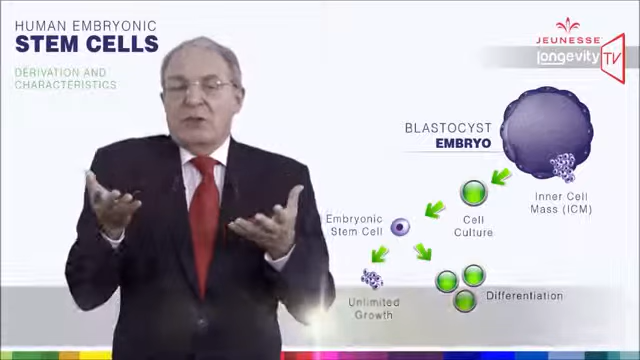 HUMAN EMBRYONIC
STEM CELLS
DERIVATION AND
CHARACTERISTICS
JEUNESSE
longevity
TV
BLASTOCYST
EMBRYO
Inner Cell
Mass (ICM)
Cell
Culture
Embryonic
Stem Cell
Differentiation
Unlimited
Growth